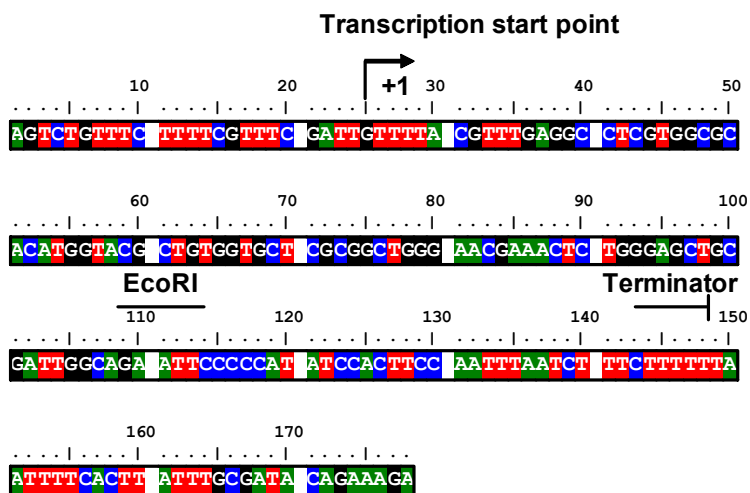 Transcription start point
+1
10 20 30 40 50
AGTCTGTTTC TTTTCGTTTC GATTGTTTTA CGTTTGAGGC CTCGTGGCGC
60 70 80 90 100
ACATGGTACG CTGTGGTGCT CGCGGCTGGG AACGAAACTC TGGGAGCTGC
EcoRI Terminator
110 120 130 140 150
GATTGGCAGA ATTCCCCCAT ATCCACTTCC AATTTAATCT TTCTTTTTTA
160 170
ATTTTCACTT ATTTGCGATA CAGAAAGA